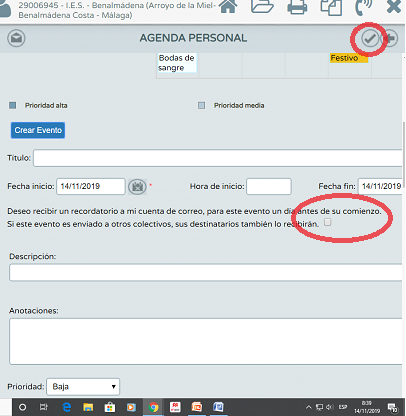 29006945 - I.E.S. - Benalmádena (Arroyo de la Miel-
Benalmádena Costa - Málaga)
AGENDA PERSONAL
Bodas de
sangre
Festivo
Prioridad alta
Prioridad media
Crear Evento
Título:
Fecha inicio: 14/11/2019 * Hora de inicio: Fecha fin: 14/11/2019
Deseo recibir un recordatorio a mi cuenta de correo, para este evento un día antes de su comienzo.
Si este evento es enviado a otros colectivos, sus destinatarios también lo recibirán.
Descripción:
Anotaciones:
Prioridad: Baja
ESP
8:39
14/11/2019